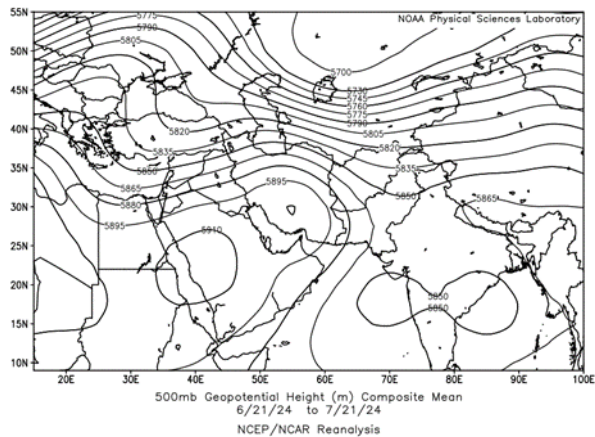 NOAA Physical Sciences Laboratory
55N
50N
45N
40N
35N
30N
25N
20N
15N
10N
5775
5790
5805
5700
5730
5745
5760
5775
5790
5805
5820
5820
5835
5835
5850
5850
5865
5865
5880
5895
5895
5910
5850
5850
20E 30E 40E 50E 60E 70E 80E 90E 100E
500mb Geopotential Height (m) Composite Mean
6/21/24 to 7/21/24
NCEP/NCAR Reanalysis